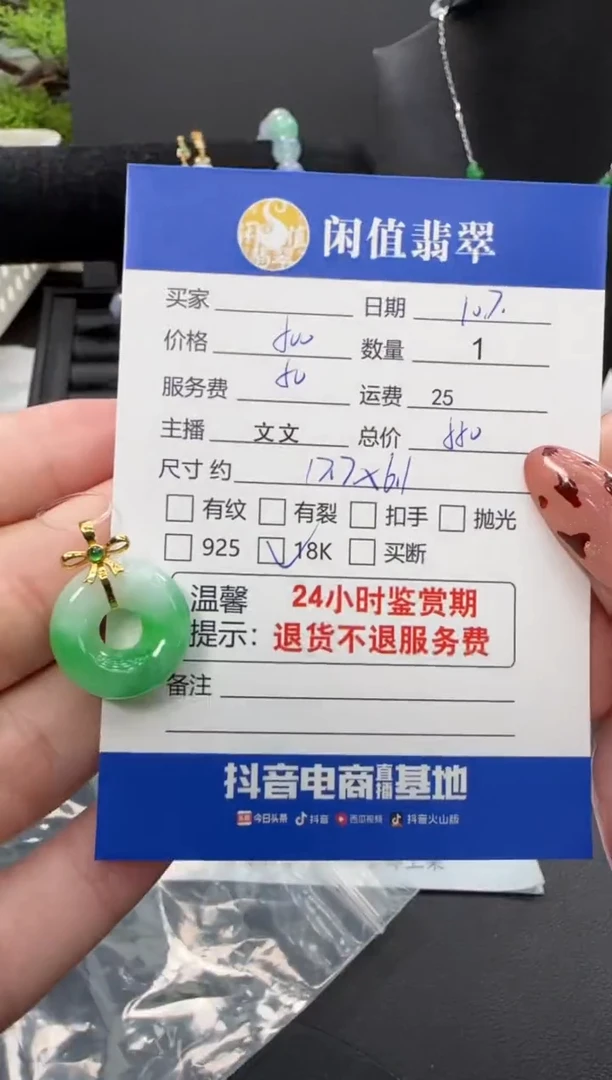 闲值翡翠
买家 日期 10.7.
价格 800 数量 1
服务费 80 运费 25
主播 文文 总价 880
尺寸 约 17.7×6.1
有纹 有裂 扣手 抛光
925 18K 买断
温馨 24小时鉴赏期
提示: 退货不退服务费
备注
抖音电商直播基地
今日头条 抖音 西瓜视频 抖音火山版